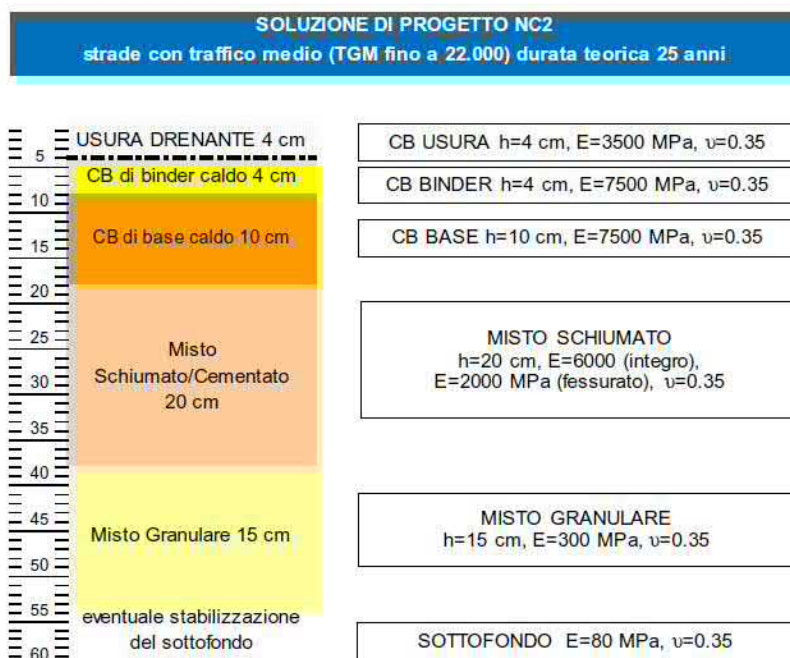 SOLUZIONE DI PROGETTO NC2
strade con traffico medio (TGM fino a 22.000) durata teorica 25 anni
5
10
15
20
25
30
35
40
45
50
55
60
USURA DRENANTE 4 cm
CB di binder caldo 4 cm
CB di base caldo 10 cm
Misto
Schiumato/Cementato
20 cm
Misto Granulare 15 cm
eventuale stabilizzazione
del sottofondo
CB USURA h=4 cm, E=3500 MPa, υ=0.35
CB BINDER h=4 cm, E=7500 MPa, υ=0.35
CB BASE h=10 cm, E=7500 MPa, υ=0.35
MISTO SCHIUMATO
h=20 cm, E=6000 (integro),
E=2000 MPa (fessurato), υ=0.35
MISTO GRANULARE
h=15 cm, E=300 MPa, υ=0.35
SOTTOFONDO E=80 MPa, υ=0.35